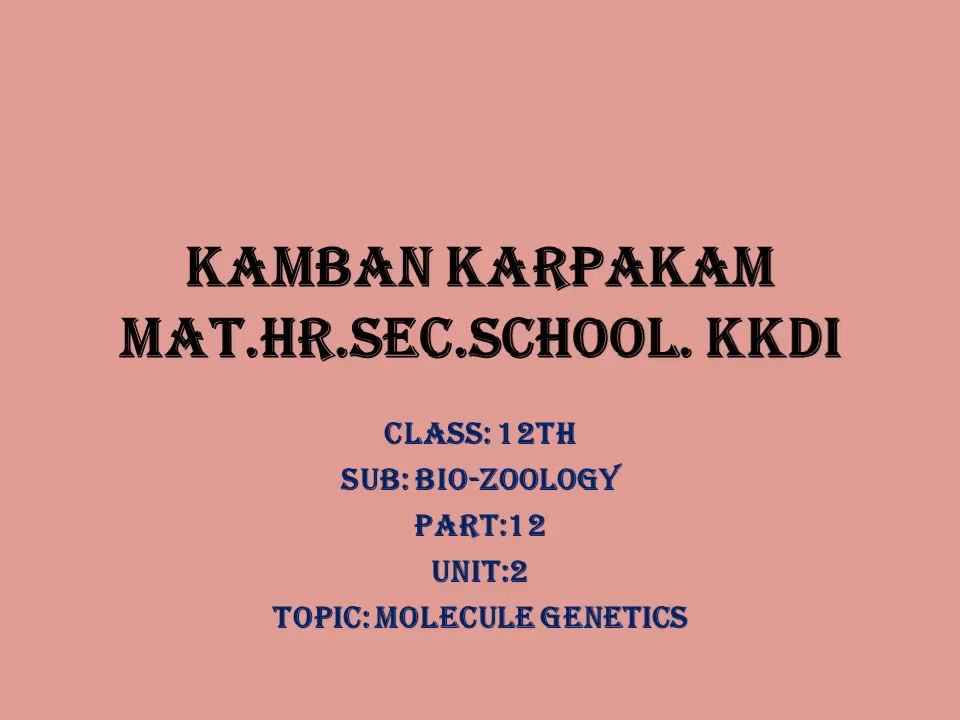 KAMBAN KARPAKAM
MAT.HR.SEC.SCHOOL. KKDI
CLASS: 12TH
SUB: BIO-ZOOLOGY
PART:12
UNIT:2
TOPIC: MOLECULE GENETICS